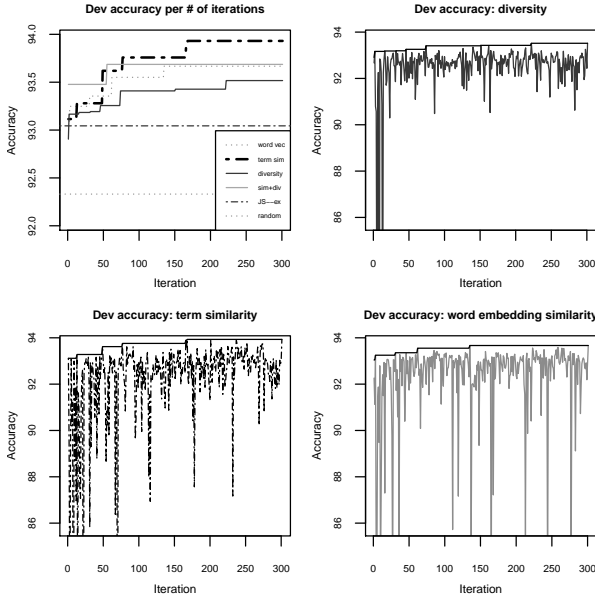 Dev accuracy per # of iterations
Accuracy
94.0
93.5
93.0
92.5
92.0
word vec
term sim
diversity
sim+div
JS−−ex
random
0 50 100 150 200 250 300
Iteration
Dev accuracy: diversity
Accuracy
94
92
90
88
86
0 50 100 150 200 250 300
Iteration
Dev accuracy: term similarity
Accuracy
94
92
90
88
86
0 50 100 150 200 250 300
Iteration
Dev accuracy: word embedding similarity
Accuracy
94
92
90
88
86
0 50 100 150 200 250 300
Iteration